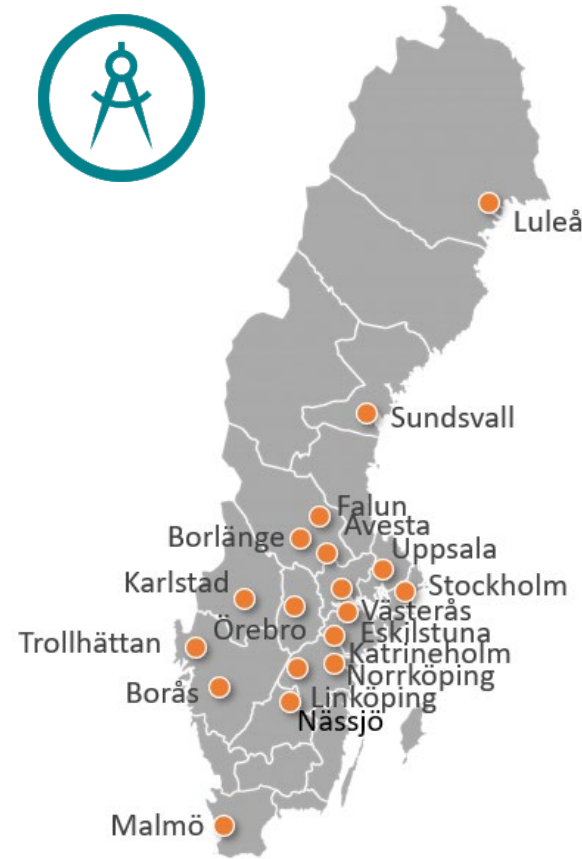 Luleå
Sundsvall
Falun
Avesta
Borlänge
Uppsala
Karlstad
Stockholm
Västerås
Örebro
Eskilstuna
Trollhättan
Katrineholm
Norrköping
Borås
Linköping
Nässjö
Malmö